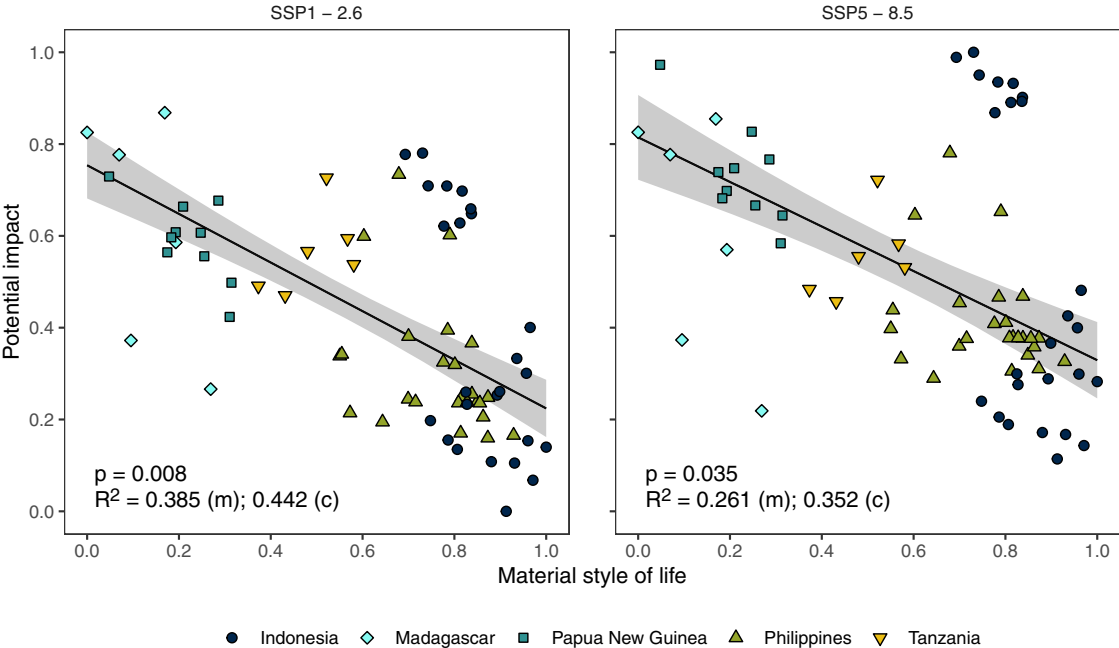 SSP1 − 2.6
SSP5 − 8.5
Potential impact
1.0
0.8
0.6
0.4
0.2
0.0
p = 0.008
R2 = 0.385 (m); 0.442 (c)
p = 0.035
R2 = 0.261 (m); 0.352 (c)
0.0 0.2 0.4 0.6 0.8 1.0
0.0 0.2 0.4 0.6 0.8 1.0
Material style of life
Indonesia Madagascar Papua New Guinea Philippines Tanzania